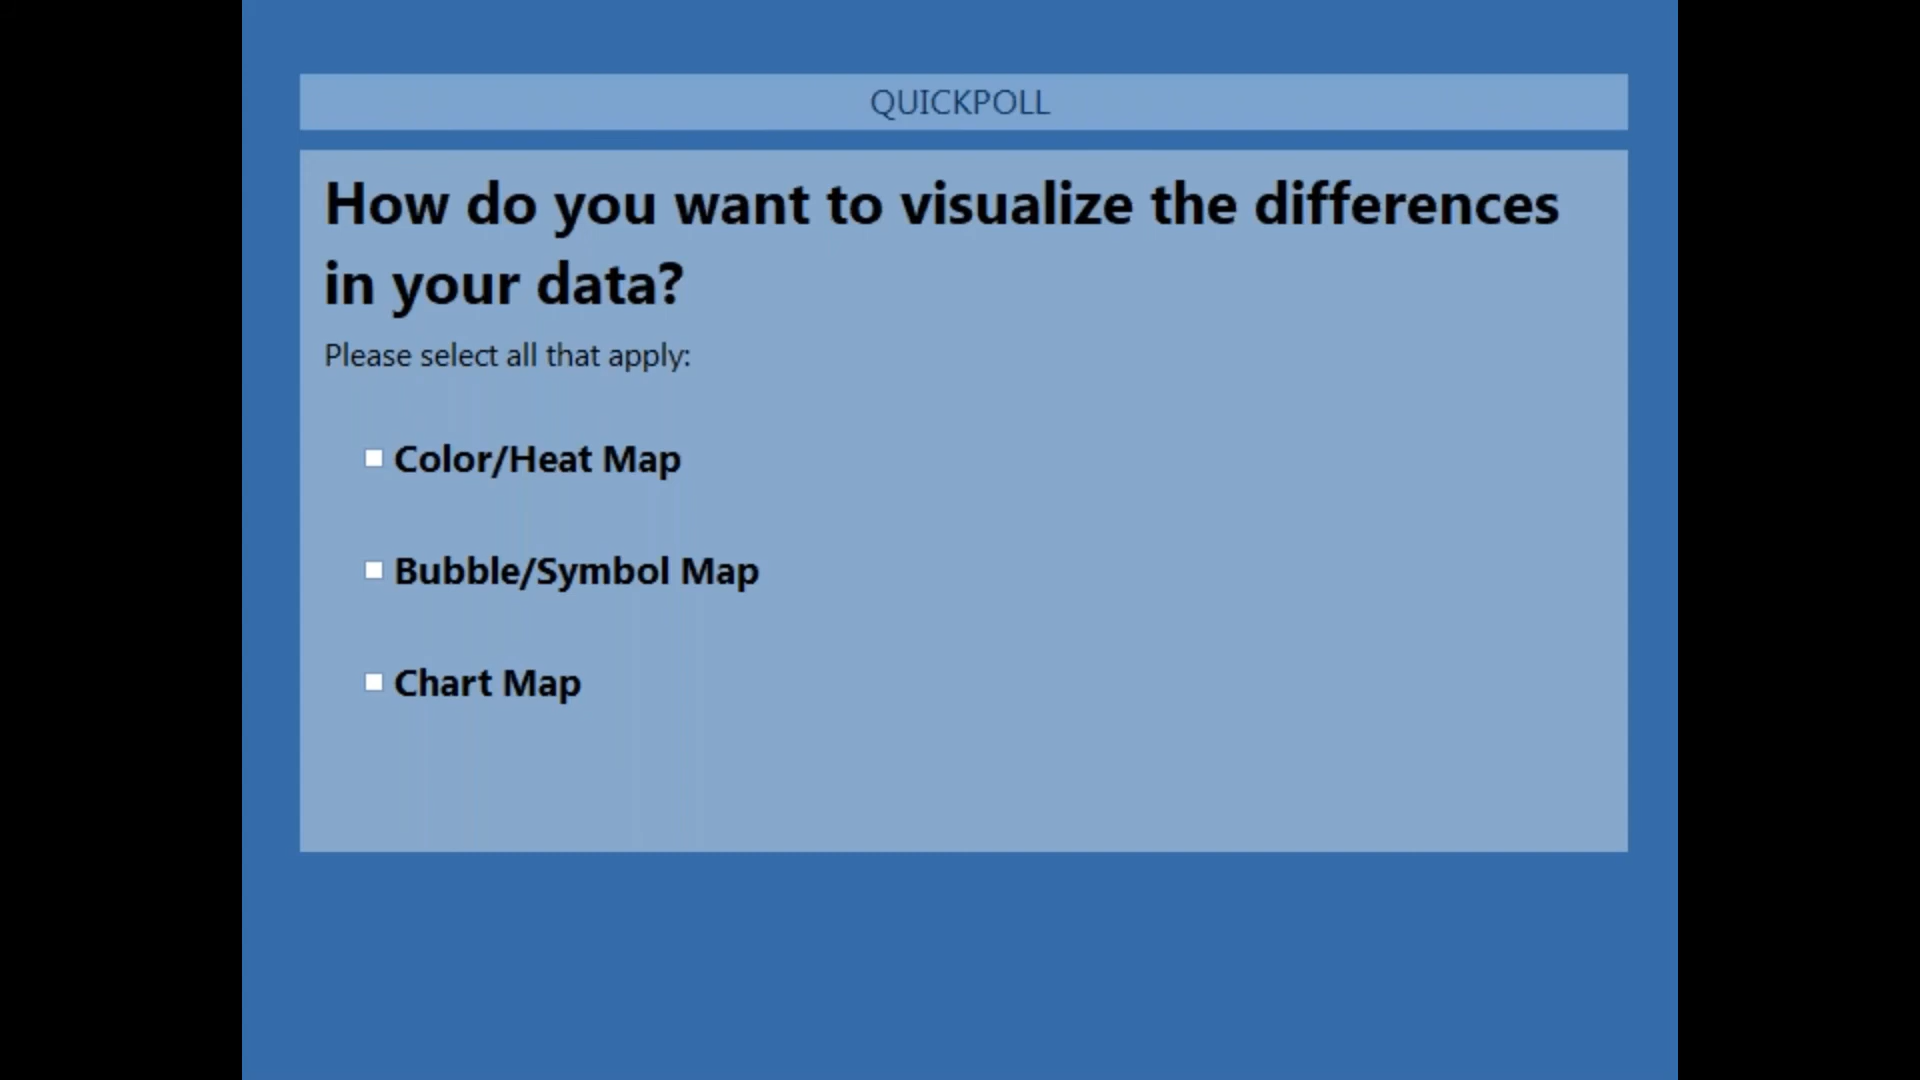 QUICKPOLL
How do you want to visualize the differences
in your data?
Please select all that apply:
Color/Heat Map
Bubble/Symbol Map
Chart Map